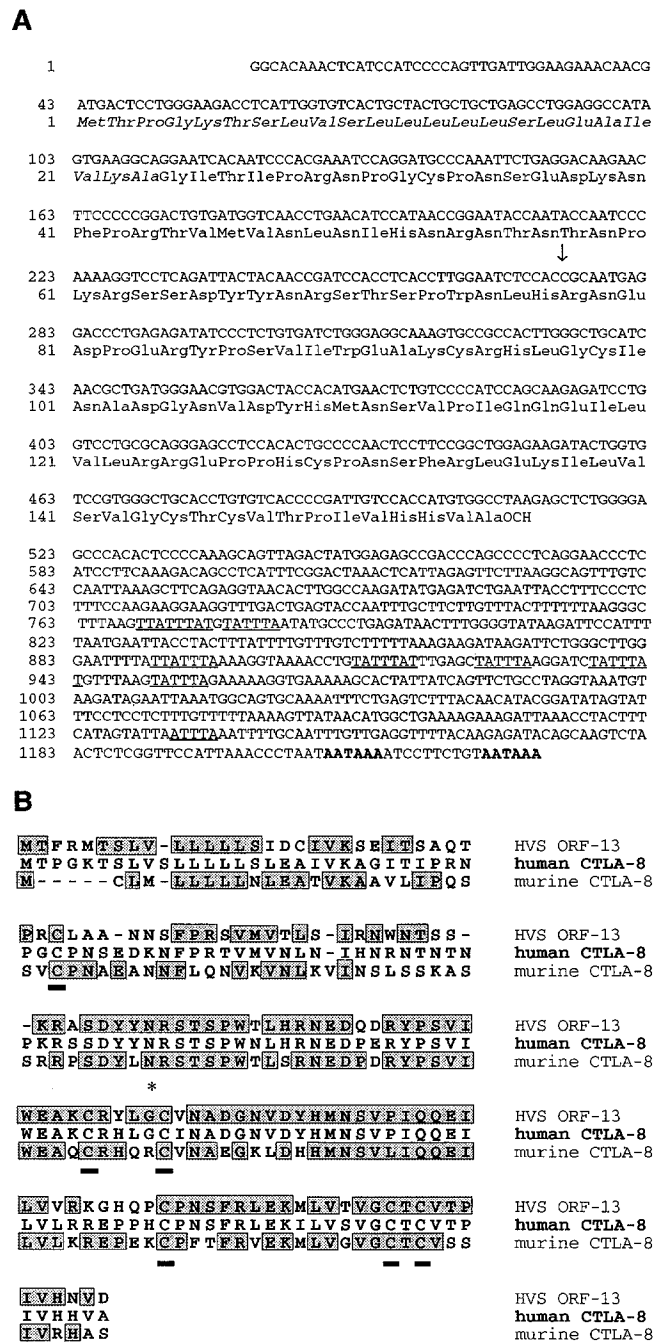 A
1 GGCACAAACTCATCCATCCCCAGTTGATTGGAAGAAACAACG
43 ATGACTCCTGGGAAGACCTCATTGGTGTCACTGCTACTGCTGCTGAGCCTGGAGGCCATA
1 MetThrProGlyLysThrSerLeuValSerLeuLeuLeuLeuLeuSerLeuGluAlaIle
103 GTGAAGGCAGGAATCACAATCCCACGAAATCCAGGATGCCCAAATTCTGAGGACAAGAAC
21 ValLysAlaGlyIleThrIleProArgAsnProGlyCysProAsnSerGluAspLysAsn
163 TTCCCCCGGACTGTGATGGTCAACCTGAACATCCATAACCGGAATACCAATACCAATCCC
41 PheProArgThrValMetValAsnLeuAsnIleHisAsnArgAsnThrAsnThrAsnPro
↓
223 AAAAGGTCCTCAGATTACTACAACCGATCCACCTCACCTTGGAATCTCCACCGCAATGAG
61 LysArgSerSerAspTyrTyrAsnArgSerThrSerProTrpAsnLeuHisArgAsnGlu
283 GACCCTGAGAGATATCCCTCTGTGATCTGGGAGGCAAAGTGCCGCCACTTGGGCTGCATC
81 AspProGluArgTyrProSerValIleTrpGluAlaLysCysArgHisLeuGlyCysIle
343 AACGCTGATGGGAACGTGGACTACCACATGAACTCTGTCCCCATCCAGCAAGAGATCCTG
101 AsnAlaAspGlyAsnValAspTyrHisMetAsnSerValProIleGlnGlnGluIleLeu
403 GTCCTGCGCAGGGAGCCTCCACACTGCCCCAACTCCTTCCGGCTGGAGAAGATACTGGTG
121 ValLeuArgArgGluProProHisCysProAsnSerPheArgLeuGluLysIleLeuVal
463 TCCGTGGGCTGCACCTGTGTCACCCCGATTGTCCACCATGTGGCCTAAGAGCTCTGGGGA
141 SerValGlyCysThrCysValThrProIleValHisHisValAlaOCH
523 GCCCACACTCCCCAAAGCAGTTAGACTATGGAGAGCCGACCCAGCCCCTCAGGAACCCTC
583 ATCCTTCAAAGACAGCCTCATTTCGGACTAAACTCATTAGAGTTCTTAAGGCAGTTTGTC
643 CAATTAAAGCTTCAGAGGTAACACTTGGCCAAGATATGAGATCTGAATTACCTTTCCCTC
703 TTTCCAAGAAGGAAGGTTTGACTGAGTACCAATTTGCTTCTTGTTTACTTTTTTAAGGGC
763 TTTAAGTTATTTATGTATTTAATATGCCCTGAGATAACTTTGGGGTATAAGATTCCATTT
823 TAATGAATTACCTACTTTATTTTGTTTGTCTTTTTAAAGAAGATAAGATTCTGGGCTTGG
883 GAATTTTATTATTTAAAAGGTAAAACCTGTATTTATTTGAGCTATTTAAGGATCTATTTA
943 TGTTTAAGTATTTAGAAAAAGGTGAAAAAGCACTATTATCAGTTCTGCCTAGGTAAATGT
1003 AAGATAGAATTAAATGGCAGTGCAAAATTTCTGAGTCTTTACAACATACGGATATAGTAT
1063 TTCCTCCTCTTTGTTTTTAAAAGTTATAACATGGCTGAAAAGAAAGATTAAACCTACTTT
1123 CATAGTATTAATTTAAATTTTGCAATTTGTTGAGGTTTTACAAGAGATACAGCAAGTCTA
1183 ACTCTCGGTTCCATTAAACCCTAATAATAAAATCCTTCTGTAATAAA
B
MTFRMTSLV-LLLLLSIDCIVKSEITSAQT HVS ORF-13
MTPGKTSLVSLLLLLSLEAIVKAGITIPRN human CTLA-8
M-----CLM-LLLLLNLEATVKAAVLIPQS murine CTLA-8
PRCLAA-NNSFPRSVMVTLS-IRNWNTSS- HVS ORF-13
PGCPNSEDKNFPRTVMVNLN-IHNRNTNTN human CTLA-8
SVCPNAEANNFLQNVKVNLKVINSLSSKAS murine CTLA-8
-KRASDYYNRSTSPWTLHRNEDQDRYPSVI HVS ORF-13
PKRSSDYYNRSTSPWNLHRNEDPERYPSVI human CTLA-8
SRRPSDYLNRSTSPWTLSRNEDPDRYPSVI murine CTLA-8
*
WEAKCRYLGCVNADGNVDYHMNSVPIQQEI HVS ORF-13
WEAKCRHLGCINADGNVDYHMNSVPIQQEI human CTLA-8
WEAQCRHQRCVNAEGKLDHHMNSVLIQQEI murine CTLA-8
LVVRKGHQPCPNSFRLEKMLVTVGCTCVTP HVS ORF-13
LVLRREPPHCPNSFRLEKILVSVGCTCVTP human CTLA-8
LVLKREPEKCPFTFRVEKMLVGVGCTCVSS murine CTLA-8
IVHNVD HVS ORF-13
IVHHVA human CTLA-8
IVRHAS murine CTLA-8